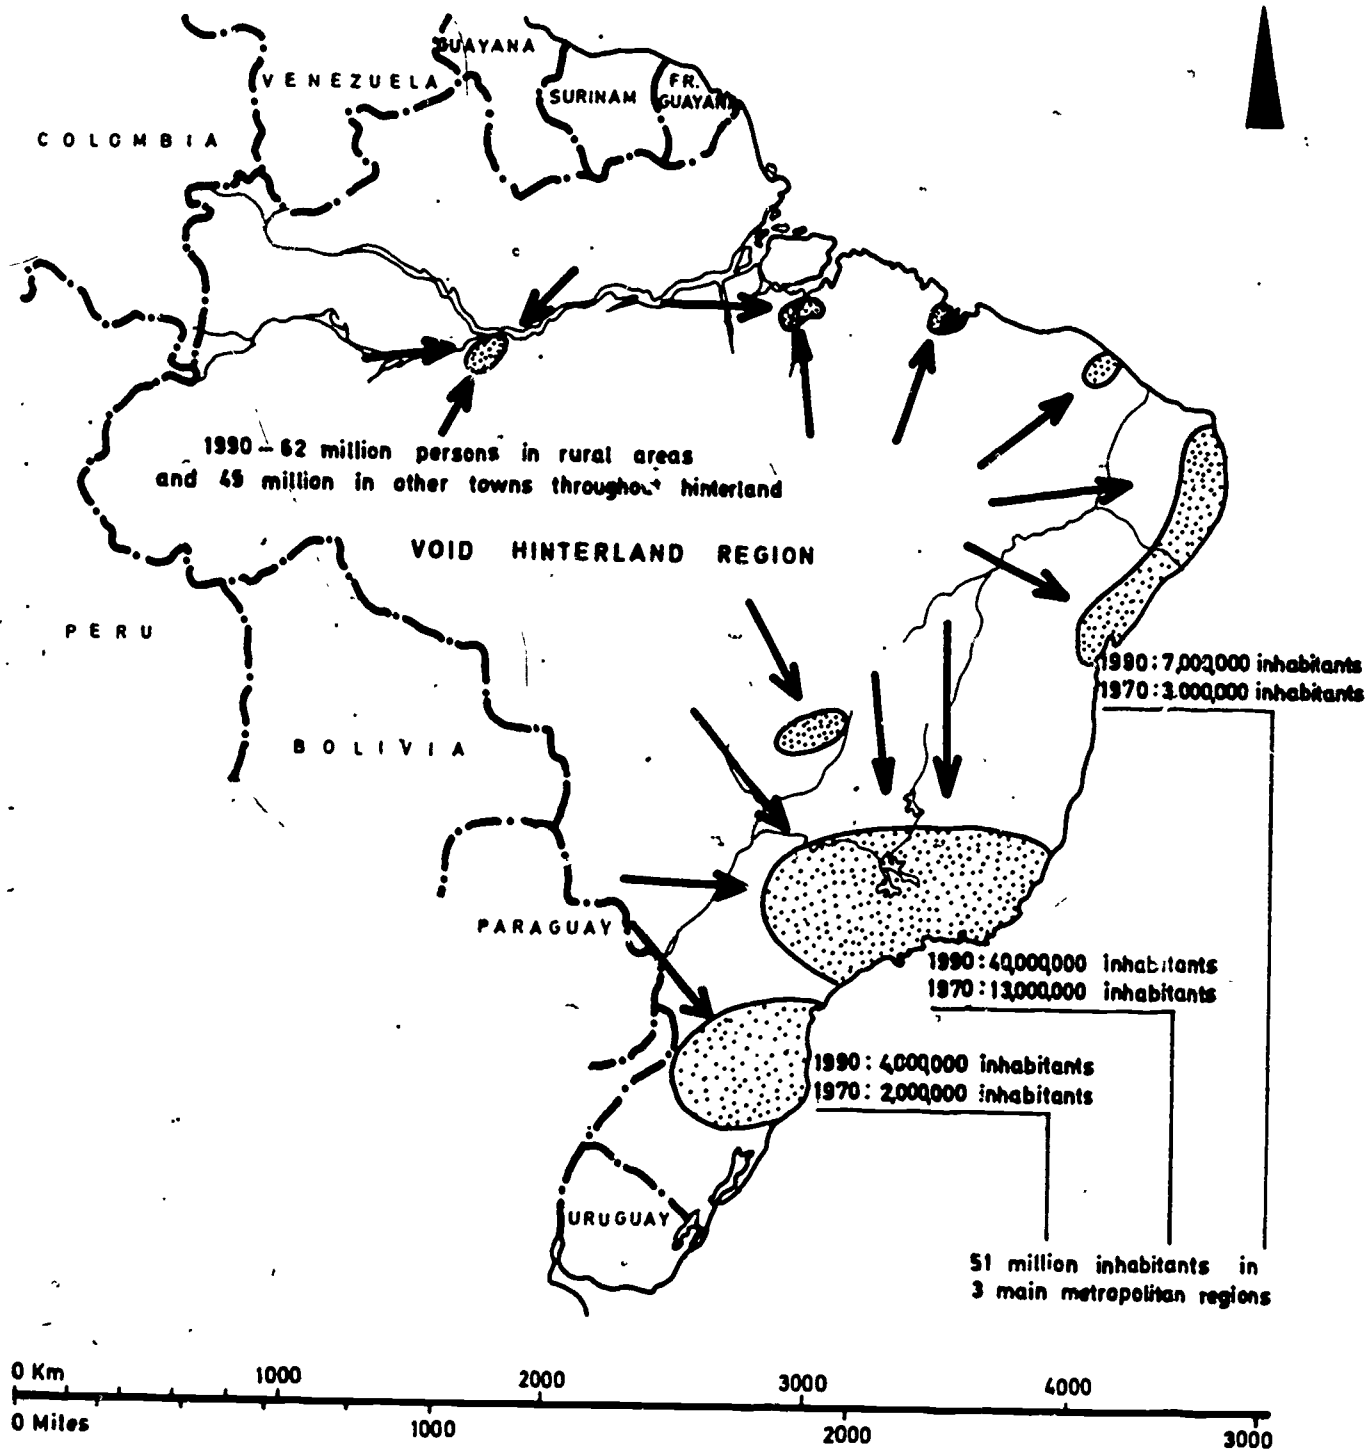 GUAYANA
VENEZUELA
FR.
SURINAM
GUAYANA
COLOMBIA
1990 - 62 million persons in rural areas
and 49 million in other towns throughout hinterland
VOID HINTERLAND REGION
PERU
1990: 7,000,000 inhabitants
1970: 3.000,000 inhabitants
BOLIVIA
PARAGUAY
1990: 40,000,000 inhabitants
1970: 13,000,000 inhabitants
1990: 4,000,000 inhabitants
1970: 2,000,000 inhabitants
URUGUAY
51 million inhabitants in
3 main metropolitan regions
0 Km 1000 2000 3000 4000
0 Miles 1000 2000 3000